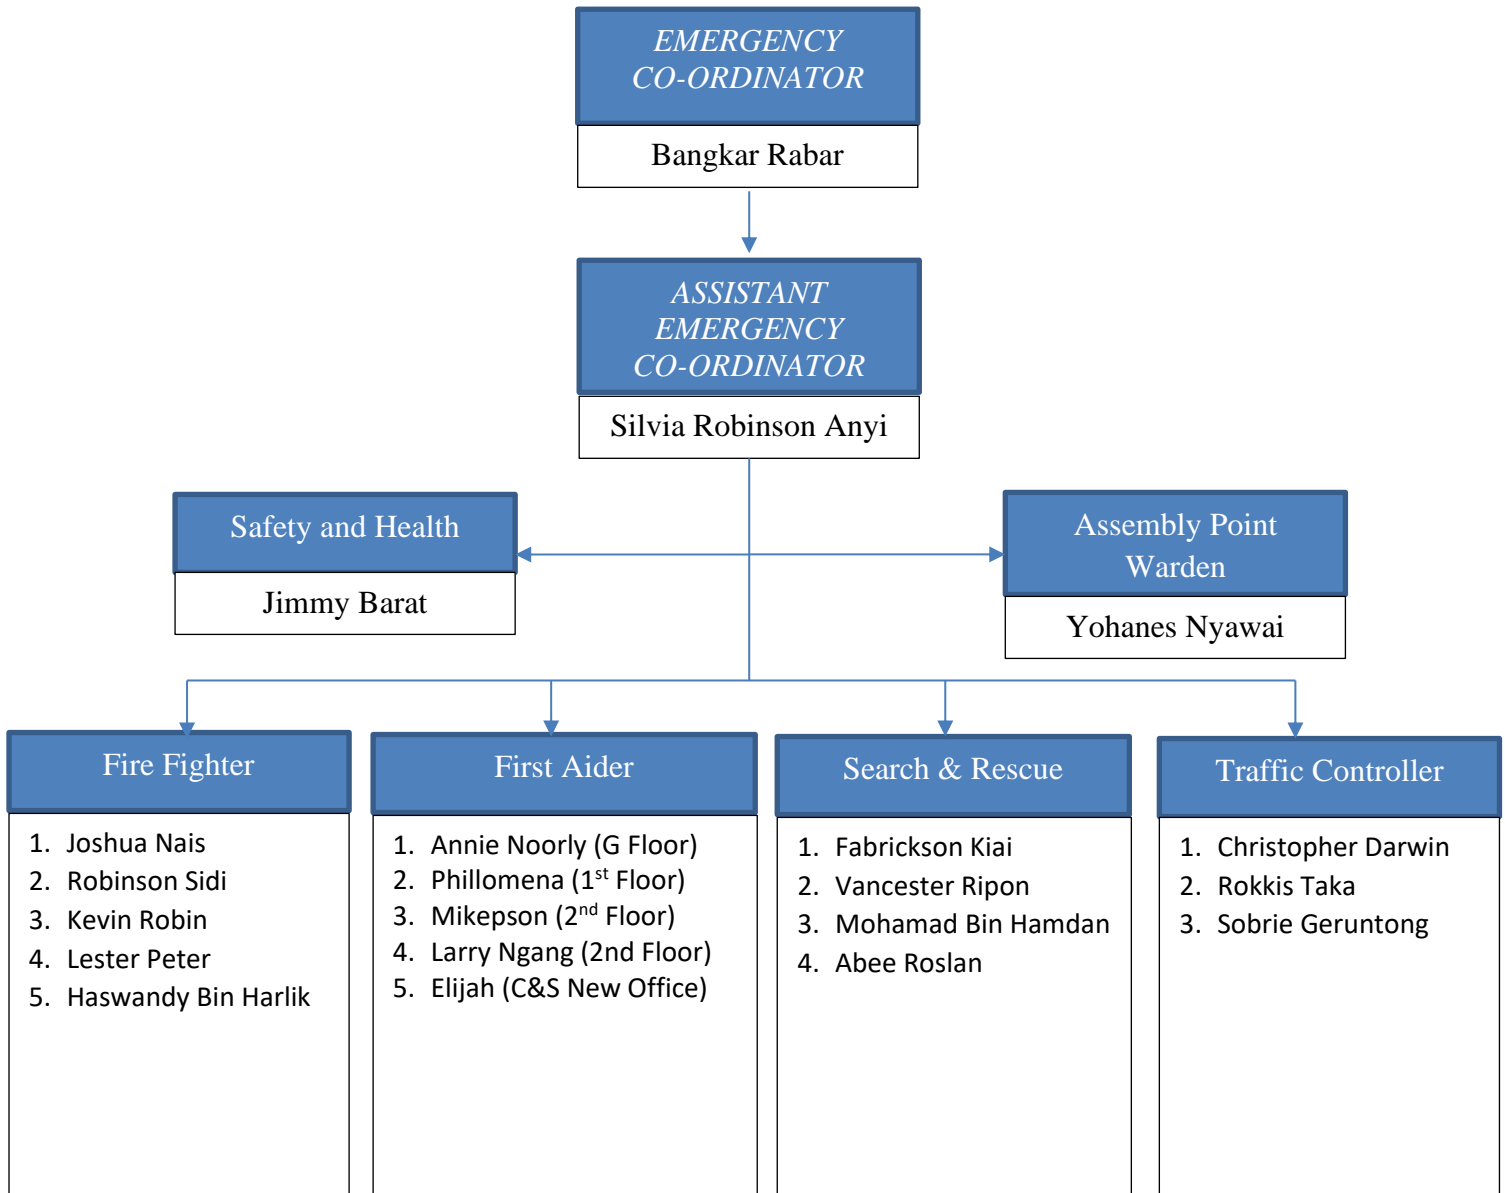 EMERGENCY
CO-ORDINATOR
Bangkar Rabar
ASSISTANT
EMERGENCY
CO-ORDINATOR
Silvia Robinson Anyi
Safety and Health
Jimmy Barat
Assembly Point
Warden
Yohanes Nyawai
Fire Fighter
1. Joshua Nais
2. Robinson Sidi
3. Kevin Robin
4. Lester Peter
5. Haswandy Bin Harlik
First Aider
1. Annie Noorly (G Floor)
2. Phillomena (1st Floor)
3. Mikepson (2nd Floor)
4. Larry Ngang (2nd Floor)
5. Elijah (C&S New Office)
Search & Rescue
1. Fabrickson Kiai
2. Vancester Ripon
3. Mohamad Bin Hamdan
4. Abee Roslan
Traffic Controller
1. Christopher Darwin
2. Rokkis Taka
3. Sobrie Geruntong